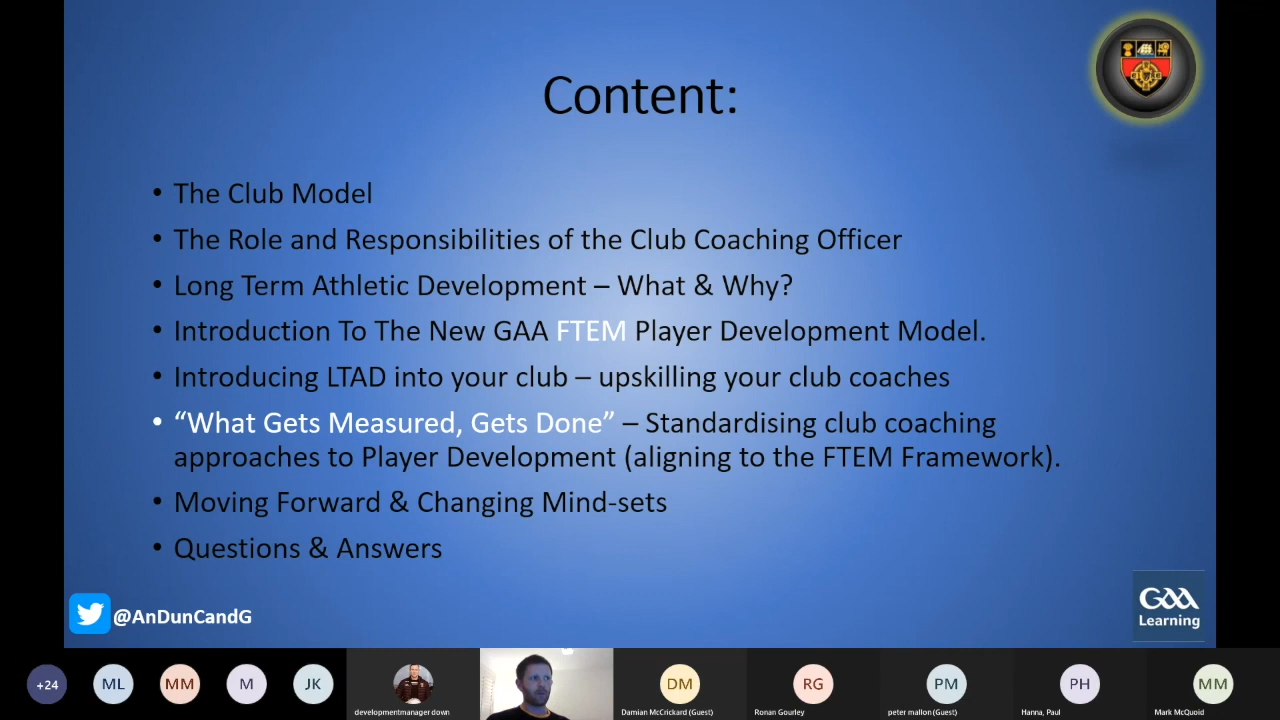 Content:
• The Club Model
• The Role and Responsibilities of the Club Coaching Officer
• Long Term Athletic Development – What & Why?
• Introduction To The New GAA FTEM Player Development Model.
• Introducing LTAD into your club – upskilling your club coaches
• “What Gets Measured, Gets Done” – Standardising club coaching
approaches to Player Development (aligning to the FTEM Framework).
• Moving Forward & Changing Mind-sets
• Questions & Answers
@AnDunCandG
GAA
Learning
+24
ML
MM
M
JK
developmentmanager down
DM
Damian McCrickard (Guest)
RG
Ronan Gourley
PM
peter mallon (Guest)
PH
Hanna, Paul
MM
Mark McQuoid